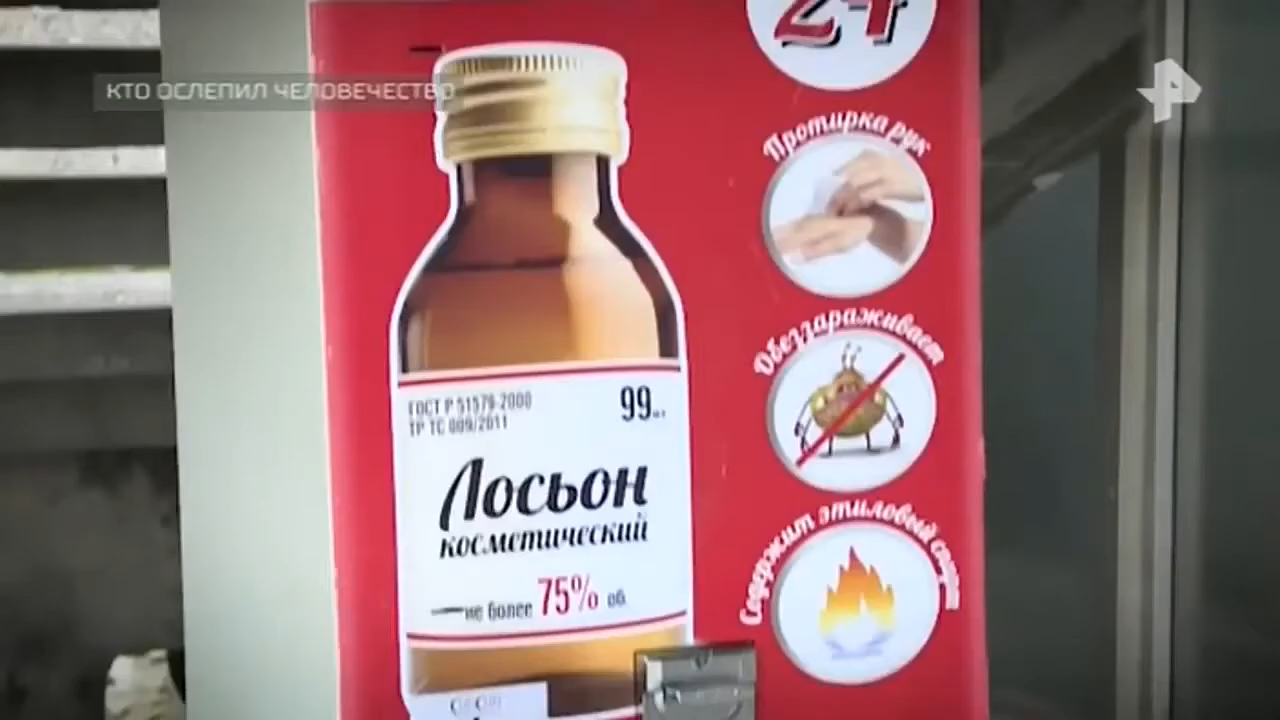 24
КТО ОСЛЕПИЛ ЧЕЛОВЕЧЕСТВО
Протирка рук
Обеззараживает
ГОСТ Р 51579-2000
ТР ТС 009/2011
99
Лосьон
косметический
не более 75% об.
Содержит этиловый спирт